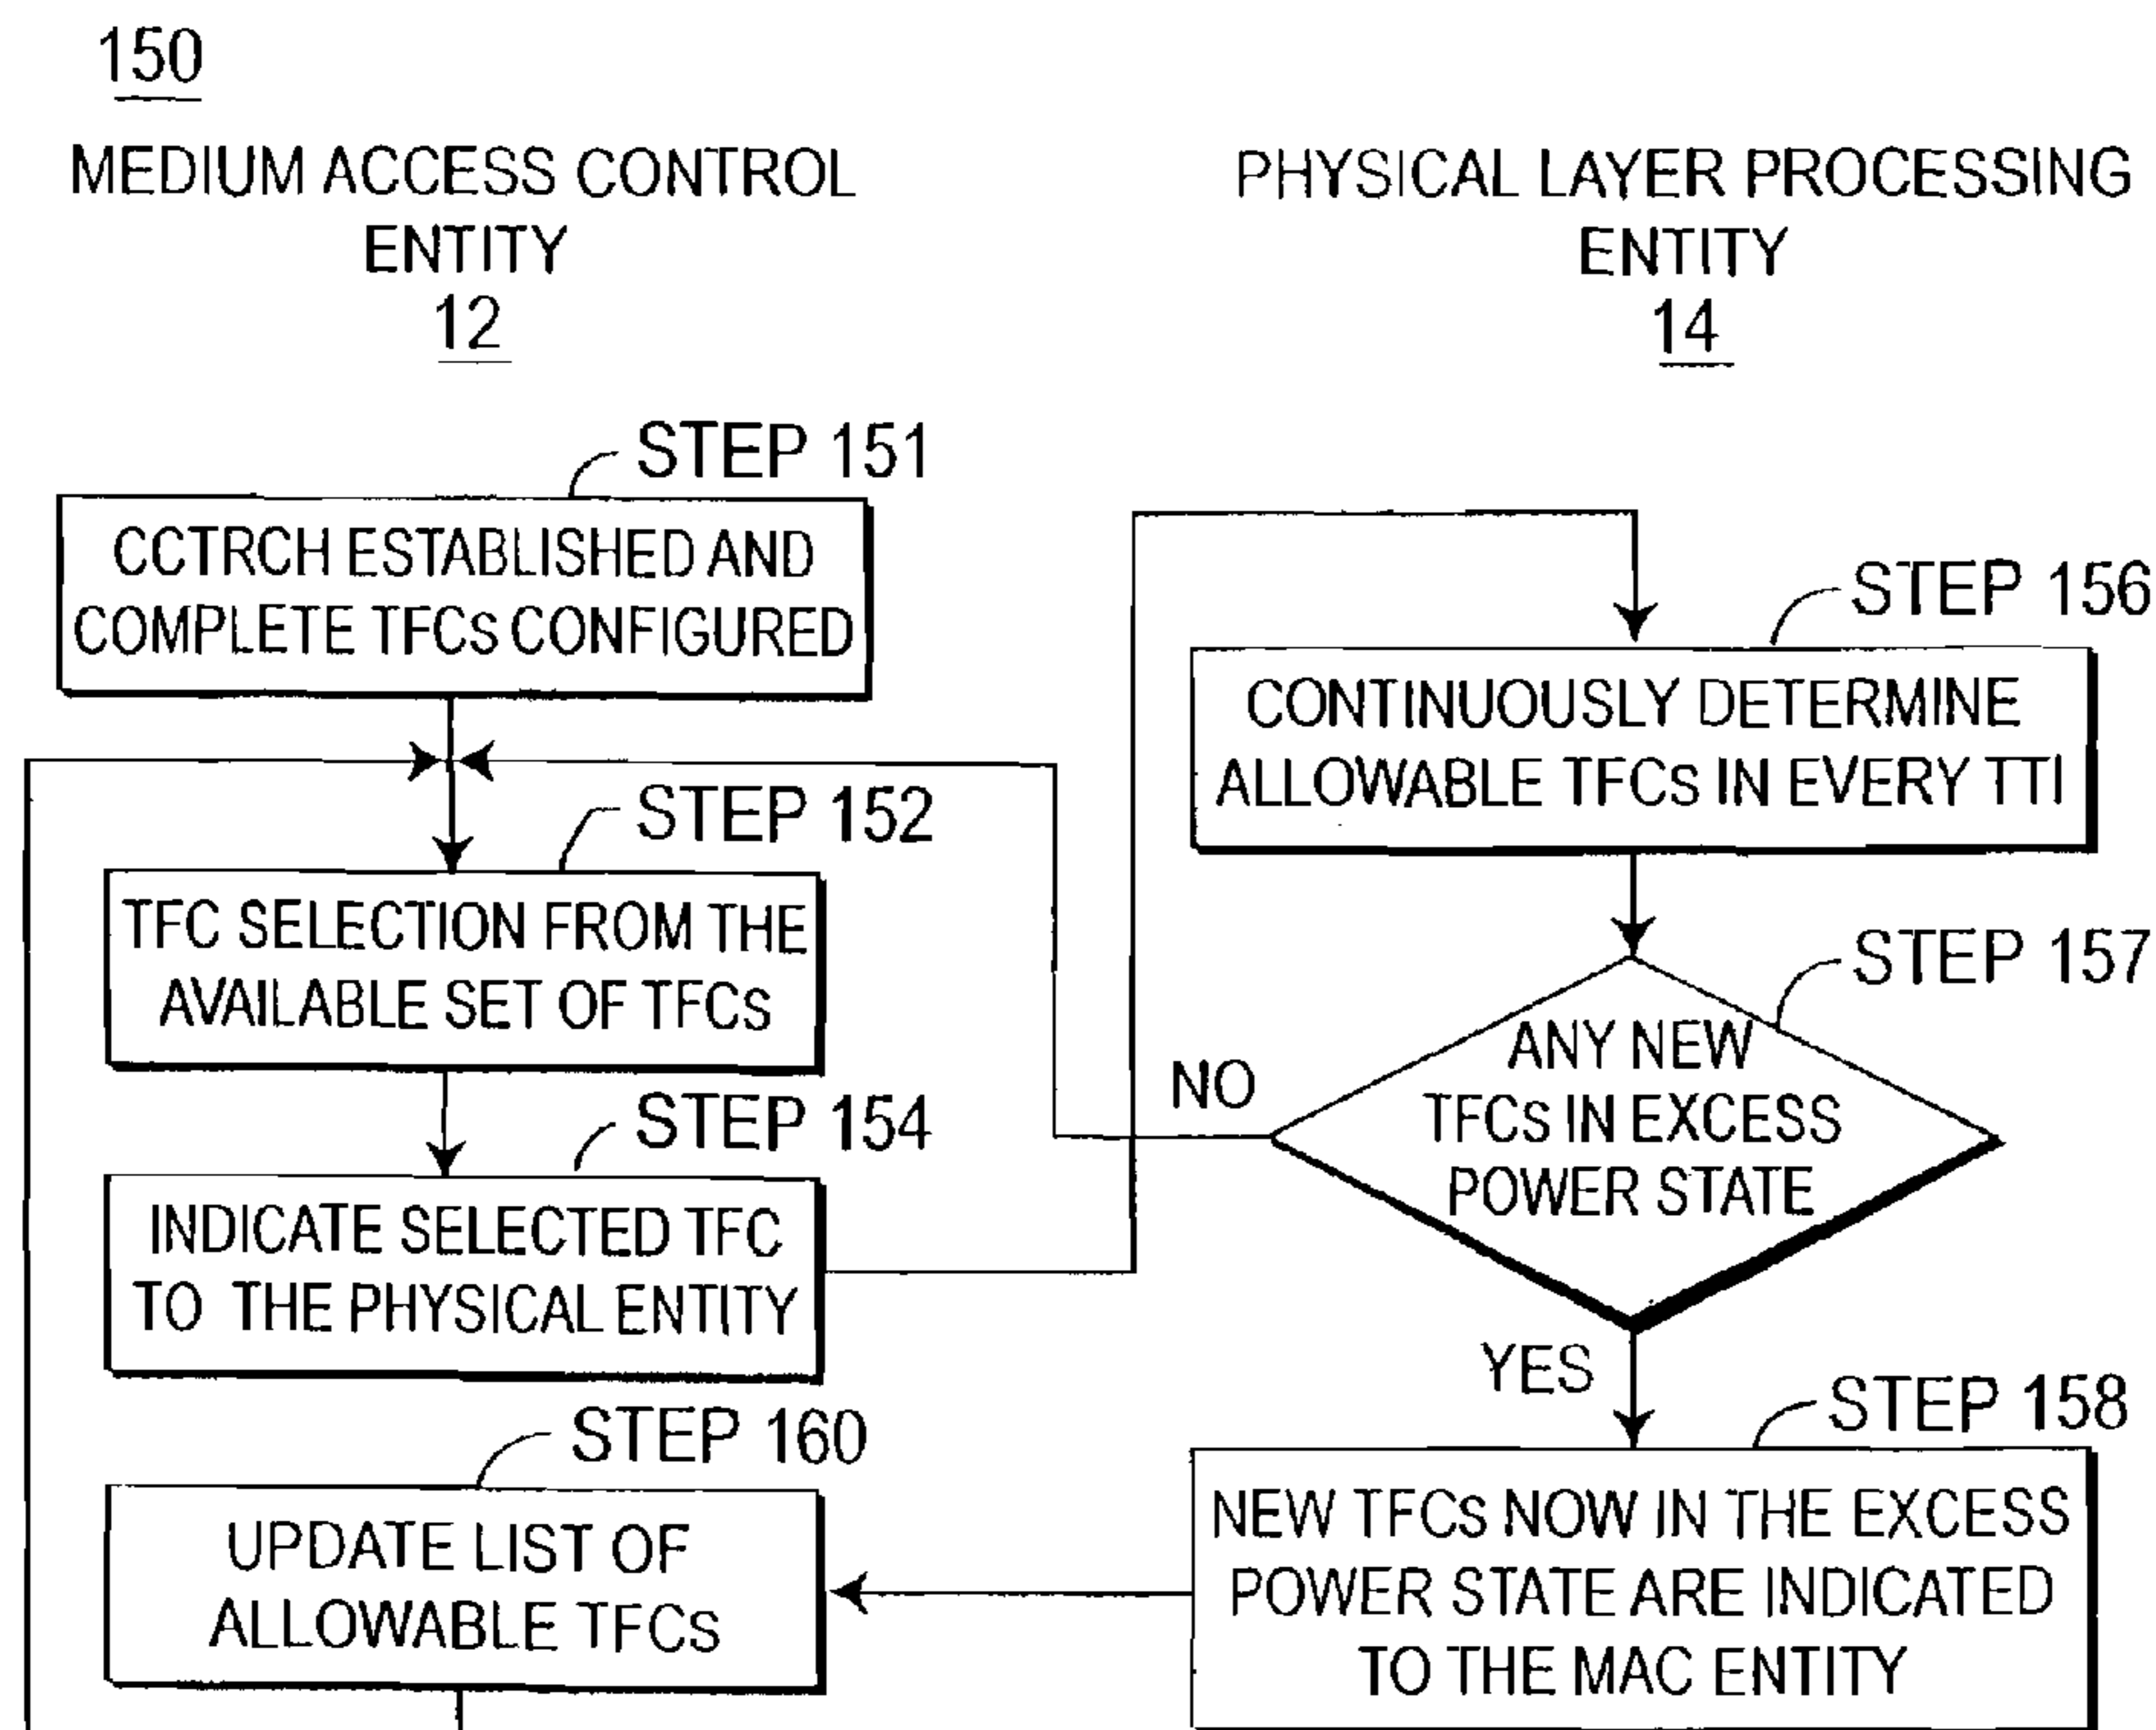 150
MEDIUM ACCESS CONTROL
ENTITY
12
PHYSICAL LAYER PROCESSING
ENTITY
14
STEP 151
CCTRCH ESTABLISHED AND
COMPLETE TFCs CONFIGURED
STEP 152
TFC SELECTION FROM THE
AVAILABLE SET OF TFCs
STEP 154
INDICATE SELECTED TFC
TO THE PHYSICAL ENTITY
STEP 156
CONTINUOUSLY DETERMINE
ALLOWABLE TFCs IN EVERY TTI
STEP 157
ANY NEW
TFCs IN EXCESS
POWER STATE
NO
YES
STEP 158
NEW TFCs NOW IN THE EXCESS
POWER STATE ARE INDICATED
TO THE MAC ENTITY
STEP 160
UPDATE LIST OF
ALLOWABLE TFCs